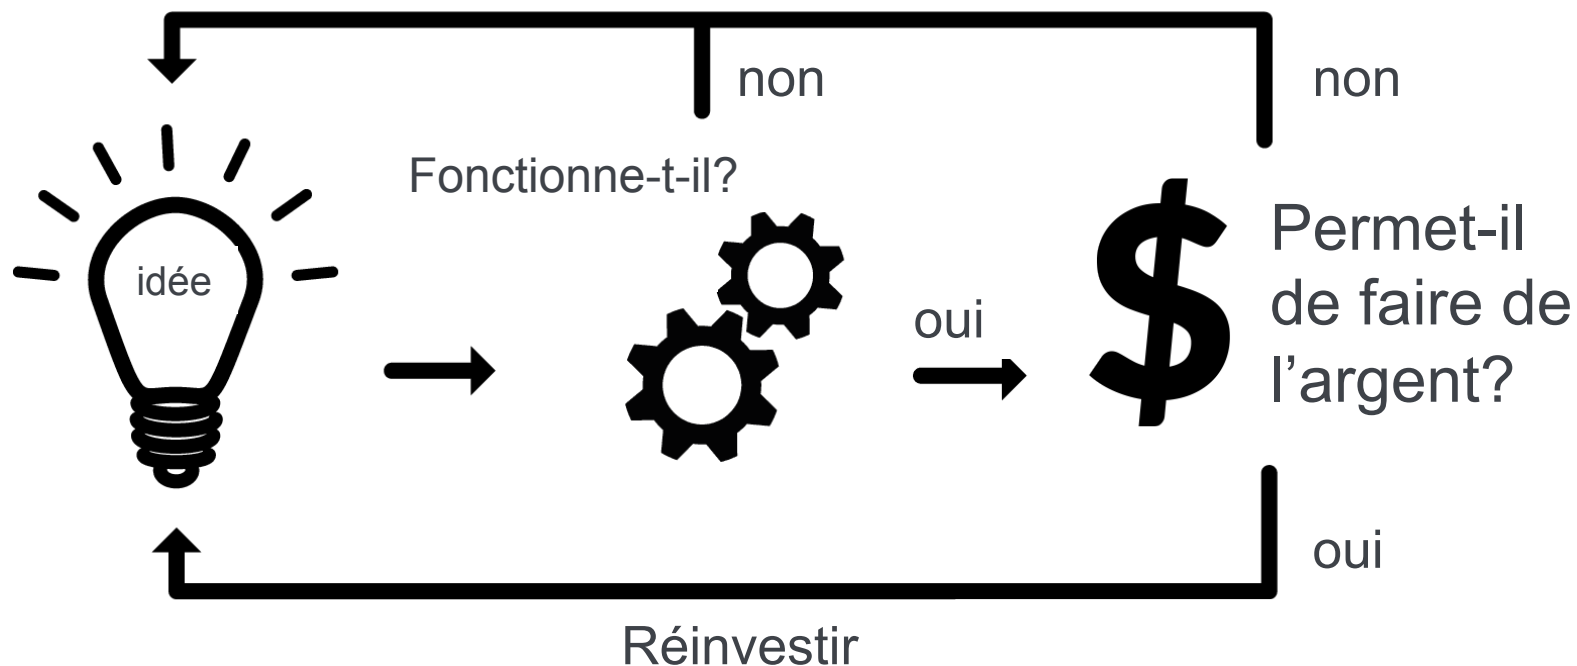 non
non
Fonctionne-t-il?
idée
oui
Permet-il
de faire de
l’argent?
oui
Réinvestir